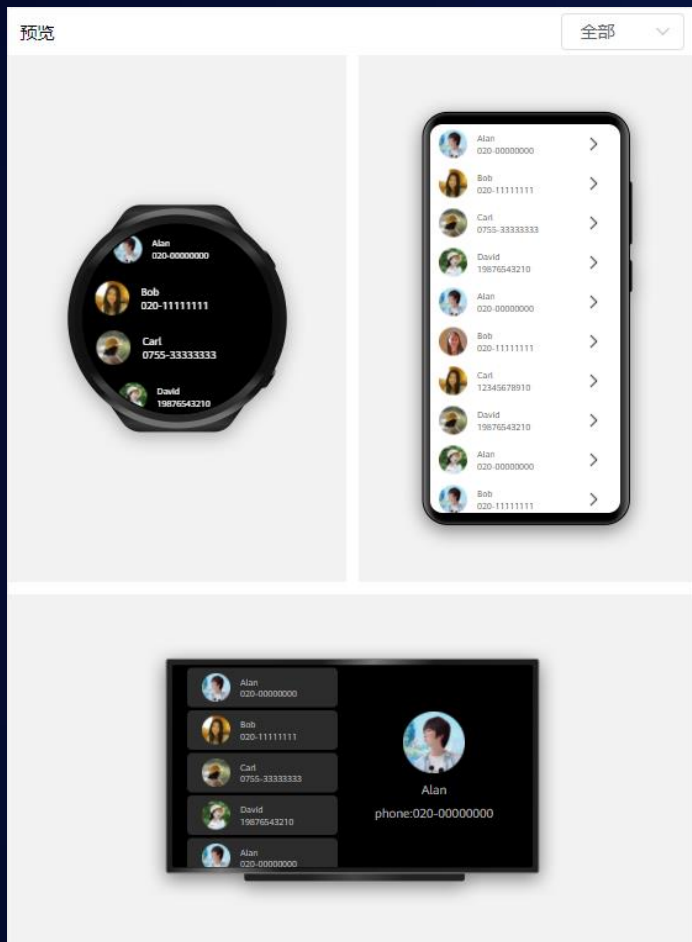 预览
全部
Alan
020-00000000
Bob
020-11111111
Carl
0755-33333333
David
19876543210
Alan
020-00000000
Bob
020-11111111
Carl
0755-33333333
David
19876543210
Alan
020-00000000
Bob
020-11111111
Carl
12345678910
David
19876543210
Alan
020-00000000
Bob
020-11111111
Alan
020-00000000
Bob
020-11111111
Carl
0755-33333333
David
19876543210
Alan
020-00000000
Alan
phone:020-00000000